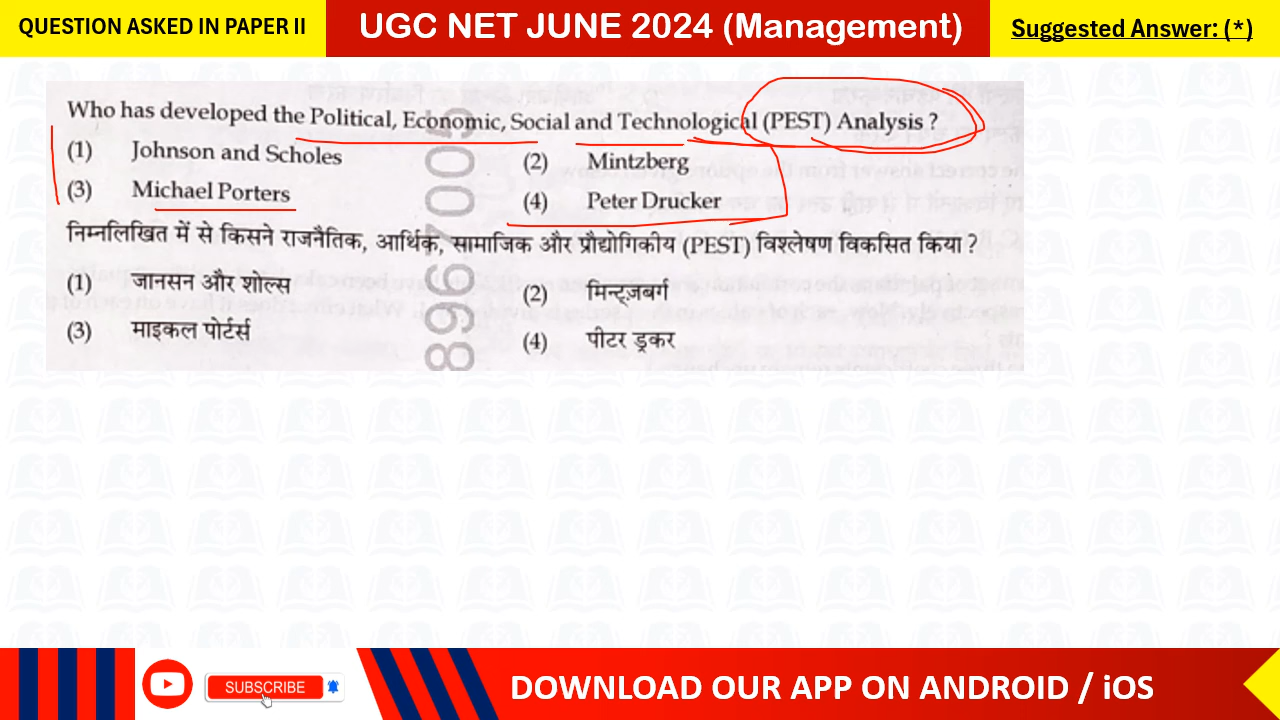 QUESTION ASKED IN PAPER II
UGC NET JUNE 2024 (Management)
Suggested Answer: (*)
Who has developed the Political, Economic, Social and Technological (PEST) Analysis ?
(1) Johnson and Scholes (2) Mintzberg
(3) Michael Porters (4) Peter Drucker
निम्नलिखित में से किसने राजनैतिक, आर्थिक, सामाजिक और प्रौद्योगिकीय (PEST) विश्लेषण विकसित किया ?
(1) जानसन और शोल्स (2) मिन्ट्ज़बर्ग
(3) माइकल पोर्टर्स (4) पीटर ड्रकर
SUBSCRIBE
DOWNLOAD OUR APP ON ANDROID / iOS